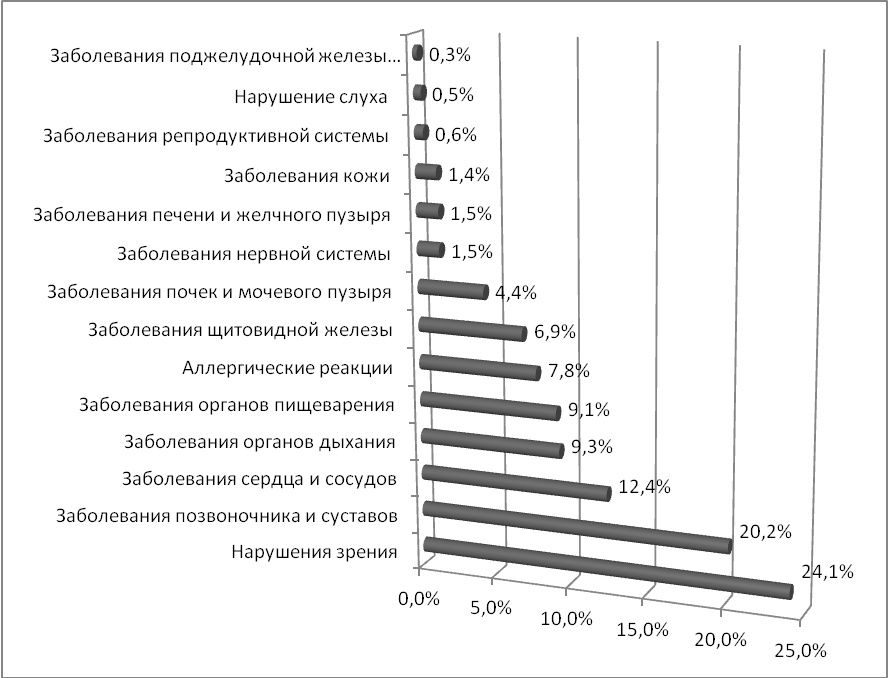 Заболевания поджелудочной железы… 0,3%
Нарушение слуха 0,5%
Заболевания репродуктивной системы 0,6%
Заболевания кожи 1,4%
Заболевания печени и желчного пузыря 1,5%
Заболевания нервной системы 1,5%
Заболевания почек и мочевого пузыря 4,4%
Заболевания щитовидной железы 6,9%
Аллергические реакции 7,8%
Заболевания органов пищеварения 9,1%
Заболевания органов дыхания 9,3%
Заболевания сердца и сосудов 12,4%
Заболевания позвоночника и суставов 20,2%
Нарушения зрения 24,1%
0,0% 5,0% 10,0% 15,0% 20,0% 25,0%